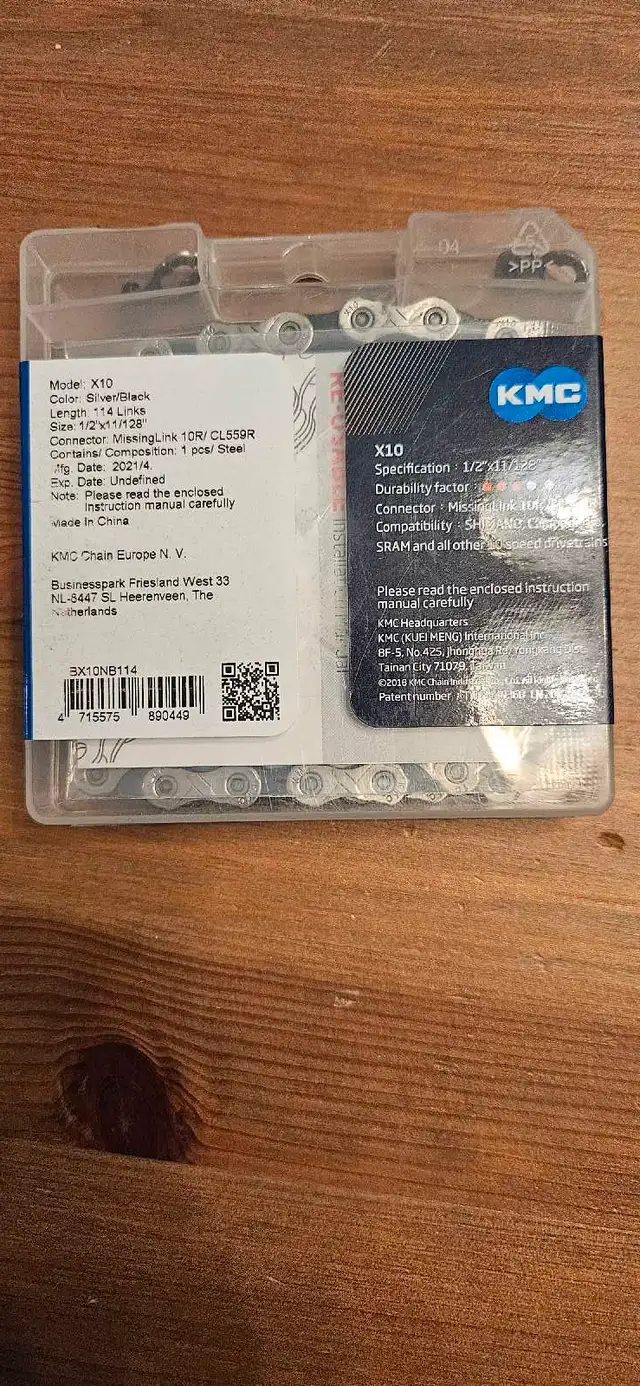 04
>PP<
X10
Model: X10
Color: Silver/Black
Length: 114 Links
Size: 1/2"x11/128"
Connector: MissingLink 10R/ CL559R
Contains/ Composition: 1 pcs/ Steel
Mfg. Date: 2021/4.
Exp. Date: Undefined
Note: Please read the enclosed
instruction manual carefully
Made In China
KMC Chain Europe N. V.
Businesspark Friesland West 33
NL-8447 SL Heerenveen, The
Netherlands
BX10NB114
4 715575 890449
KMC
X10
Specification : 1/2"x11/128"
Durability factor :
Connector : MissingLink 10R
Compatibility : SHIMANO,
SRAM and all other 10 speed drivetrains
Please read the enclosed instruction
manual carefully
KMC Headquarters
KMC (KUEI MENG) International Inc.
8F-5, No.425, Jhonghua Rd, Yongkang Dist.
Tainan City 71079, Taiwan
©2018 KMC Chain
Patent number